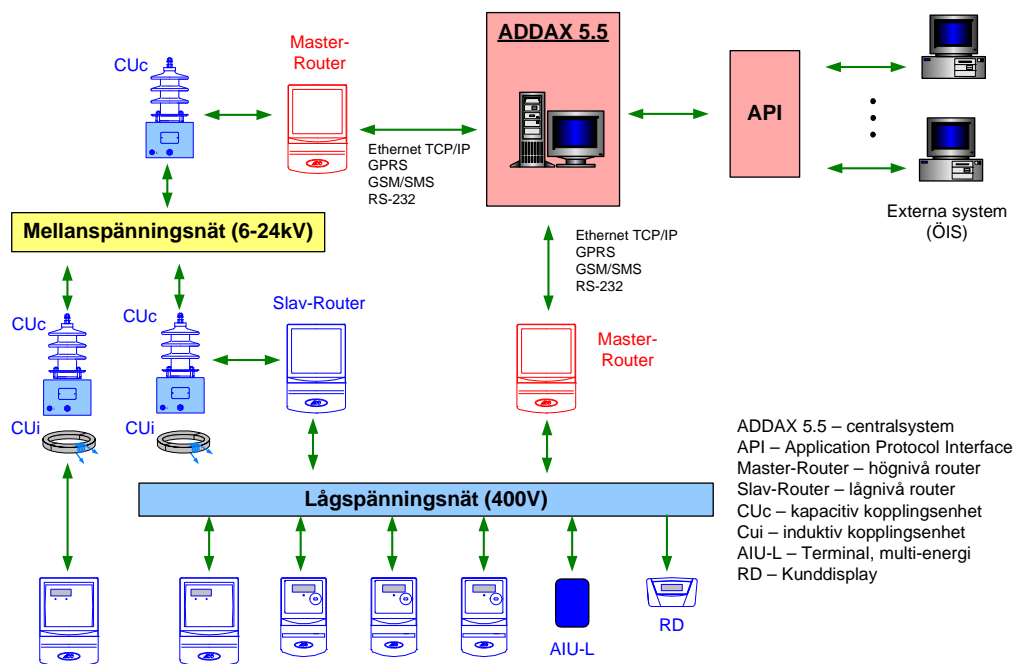 ADDAX 5.5
Master-
Router
CUc
API
Ethernet TCP/IP
GPRS
GSM/SMS
RS-232
Externa system
(ÖIS)
Mellanspänningsnät (6-24kV)
Ethernet TCP/IP
GPRS
GSM/SMS
RS-232
Slav-Router
CUc
CUc
Master-
Router
CUi
CUi
ADDAX 5.5 – centralsystem
API – Application Protocol Interface
Master-Router – högnivå router
Slav-Router – lågnivå router
CUc – kapacitiv kopplingsenhet
Cui – induktiv kopplingsenhet
AIU-L – Terminal, multi-energi
RD – Kunddisplay
Lågspänningsnät (400V)
RD
AIU-L